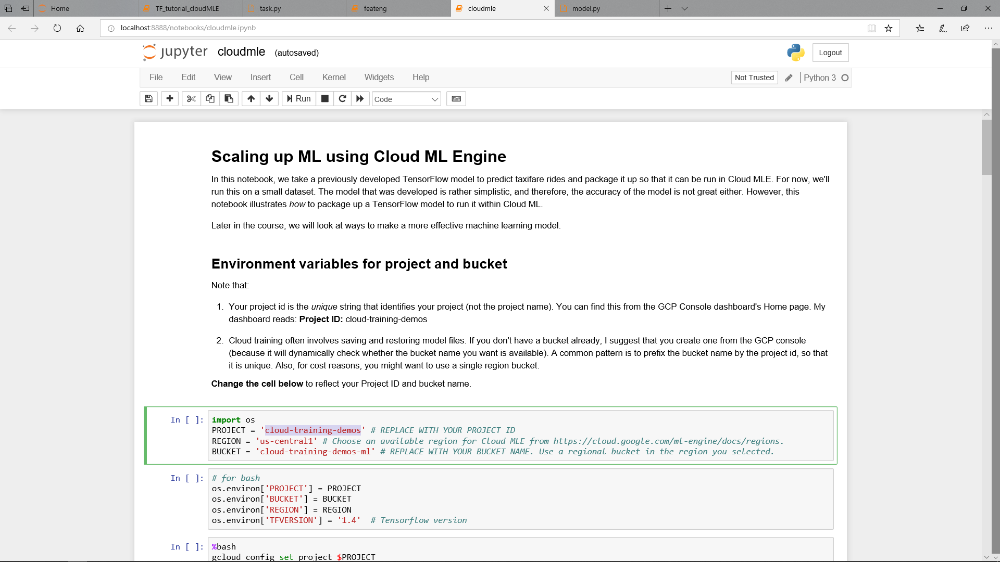 Home
TF_tutorial_cloudMLE
task.py
feateng
cloudmle
model.py
localhost:8888/notebooks/cloudmle.ipynb
jupyter cloudmle (autosaved)
Logout
File Edit View Insert Cell Kernel Widgets Help
Not Trusted
Python 3
Run
Code
Scaling up ML using Cloud ML Engine
In this notebook, we take a previously developed TensorFlow model to predict taxifare rides and package it up so that it can be run in Cloud MLE. For now, we'll
run this on a small dataset. The model that was developed is rather simplistic, and therefore, the accuracy of the model is not great either. However, this
notebook illustrates how to package up a TensorFlow model to run it within Cloud ML.
Later in the course, we will look at ways to make a more effective machine learning model.
Environment variables for project and bucket
Note that:
1. Your project id is the unique string that identifies your project (not the project name). You can find this from the GCP Console dashboard's Home page. My
dashboard reads: Project ID: cloud-training-demos
2. Cloud training often involves saving and restoring model files. If you don't have a bucket already, I suggest that you create one from the GCP console
(because it will dynamically check whether the bucket name you want is available). A common pattern is to prefix the bucket name by the project id, so that
it is unique. Also, for cost reasons, you might want to use a single region bucket.
Change the cell below to reflect your Project ID and bucket name.
In [ ]: import os
PROJECT = 'cloud-training-demos' # REPLACE WITH YOUR PROJECT ID
REGION = 'us-central1' # Choose an available region for Cloud MLE from https://cloud.google.com/ml-engine/docs/regions.
BUCKET = 'cloud-training-demos-ml' # REPLACE WITH YOUR BUCKET NAME. Use a regional bucket in the region you selected.
In [ ]: # for bash
os.environ['PROJECT'] = PROJECT
os.environ['BUCKET'] = BUCKET
os.environ['REGION'] = REGION
os.environ['TFVERSION'] = '1.4'  # Tensorflow version
In [ ]: %bash
gcloud config set project $PROJECT